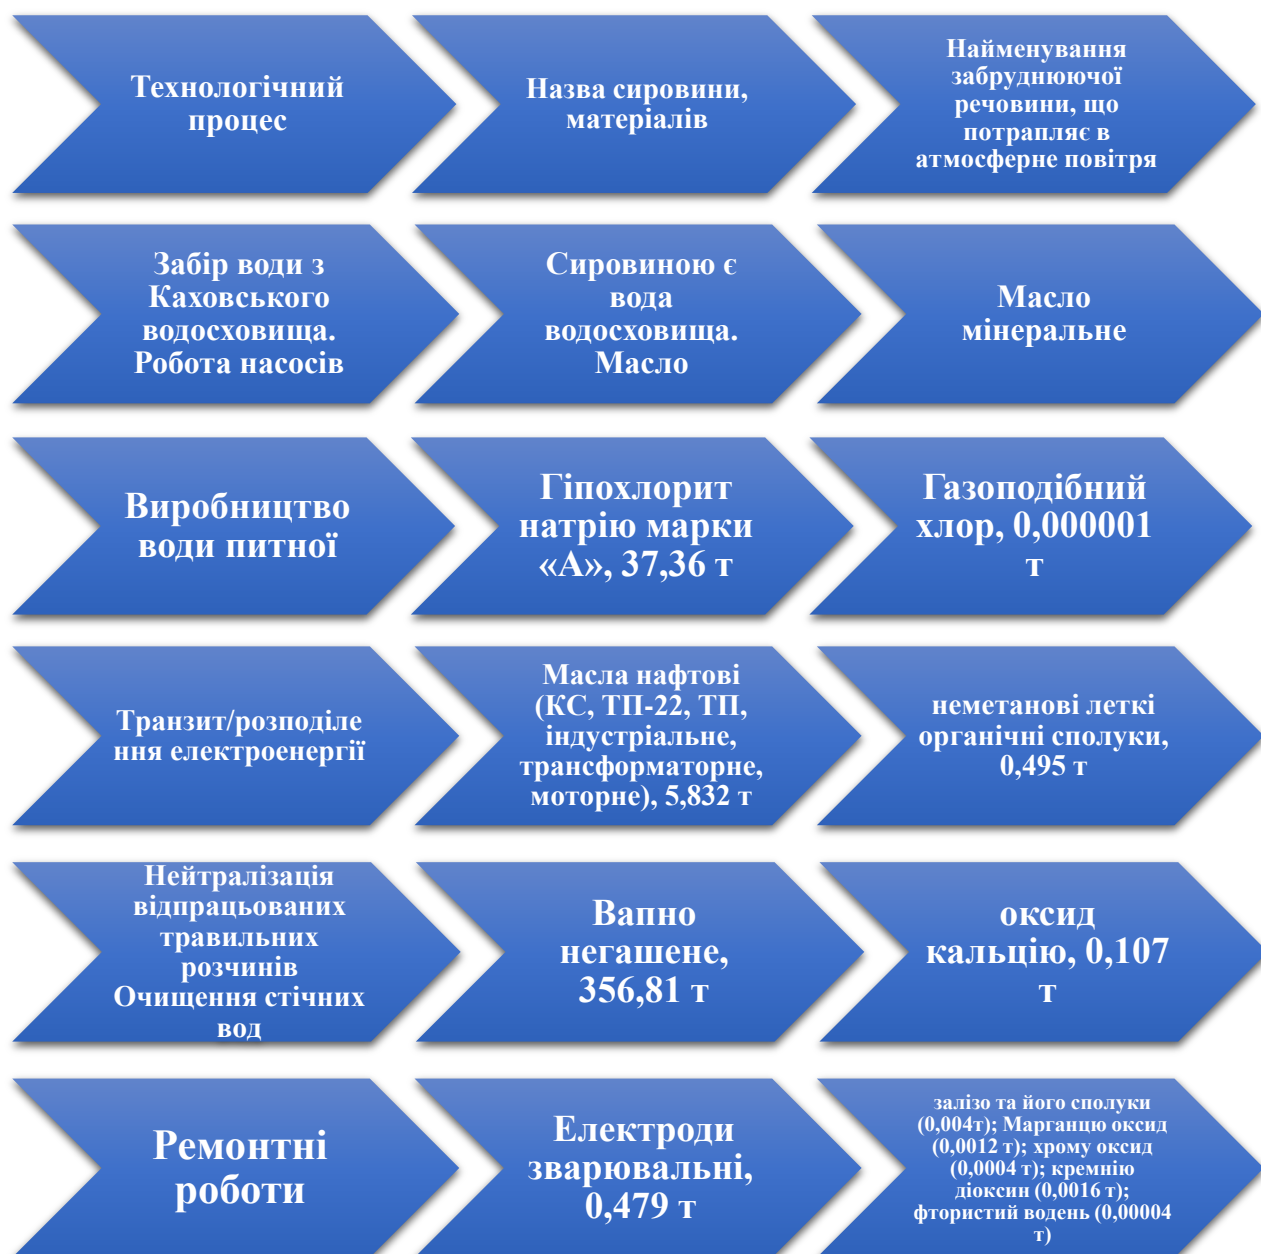 Технологічний
процес
Назва сировини,
матеріалів
Найменування
забруднюючої
речовини, що
потрапляє в
атмосферне повітря
Забір води з
Каховського
водосховища.
Робота насосів
Сировиною є
вода
водосховища.
Масло
Масло
мінеральне
Виробництво
води питної
Гіпохлорит
натрію марки
«А», 37,36 т
Газоподібний
хлор, 0,000001
т
Транзит/розподіле
ння електроенергії
Масла нафтові
(КС, ТП-22, ТП,
індустріальне,
трансформаторне,
моторне), 5,832 т
неметанові леткі
органічні сполуки,
0,495 т
Нейтралізація
відпрацьованих
травильних
розчинів
Очищення стічних
вод
Вапно
негашене,
356,81 т
оксид
кальцію, 0,107
т
Ремонтні
роботи
Електроди
зварювальні,
0,479 т
залізо та його сполуки
(0,004т); Марганцю оксид
(0,0012 т); хрому оксид
(0,0004 т); кремнію
діоксин (0,0016 т);
фтористий водень (0,00004
т)